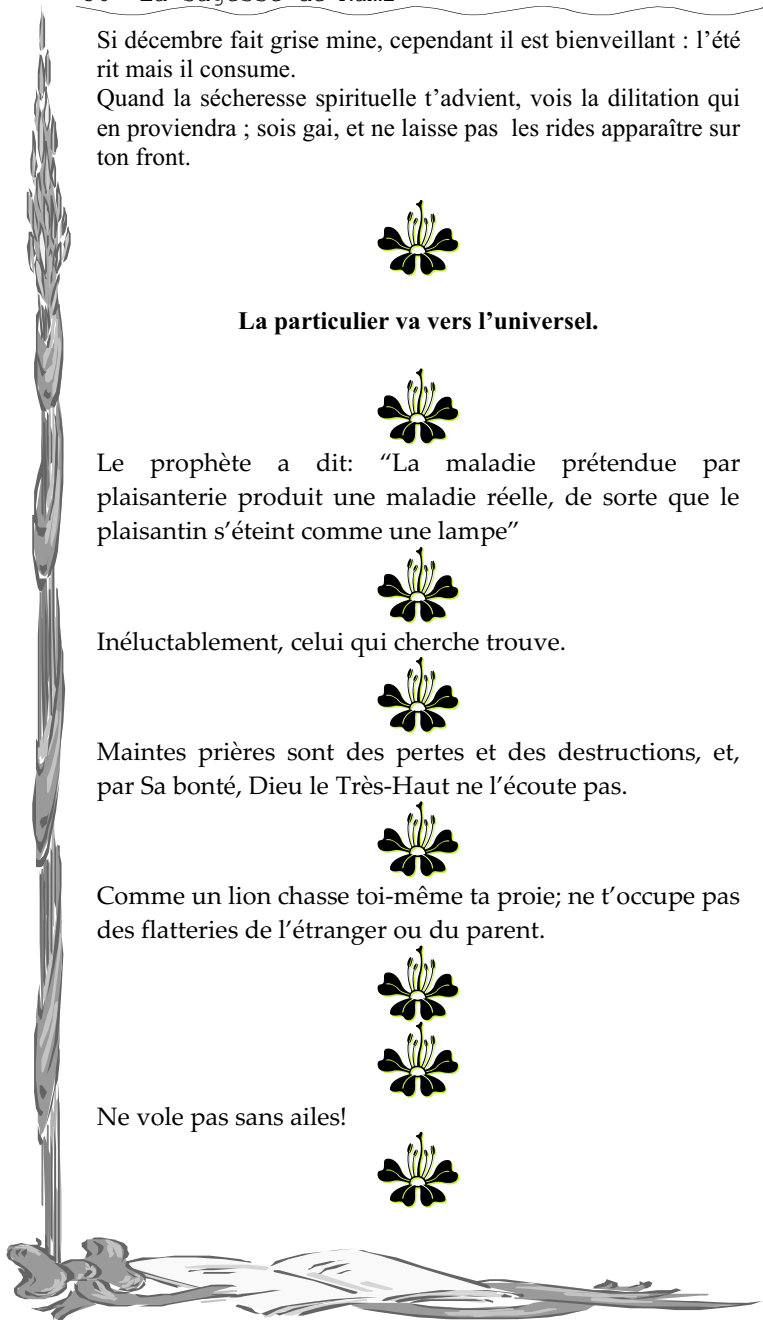 La Sagesse de
Si décembre fait grise mine, cependant il est bienveillant : l’été
rit mais il consume.
Quand la sécheresse spirituelle t’advient, vois la dilitation qui
en proviendra ; sois gai, et ne laisse pas les rides apparaître sur
ton front.
La particulier va vers l’universel.
Le prophète a dit: “La maladie prétendue par
plaisanterie produit une maladie réelle, de sorte que le
plaisantin s’éteint comme une lampe”
Inéluctablement, celui qui cherche trouve.
Maintes prières sont des pertes et des destructions, et,
par Sa bonté, Dieu le Très-Haut ne l’écoute pas.
Comme un lion chasse toi-même ta proie; ne t’occupe pas
des flatteries de l’étranger ou du parent.
Ne vole pas sans ailes!